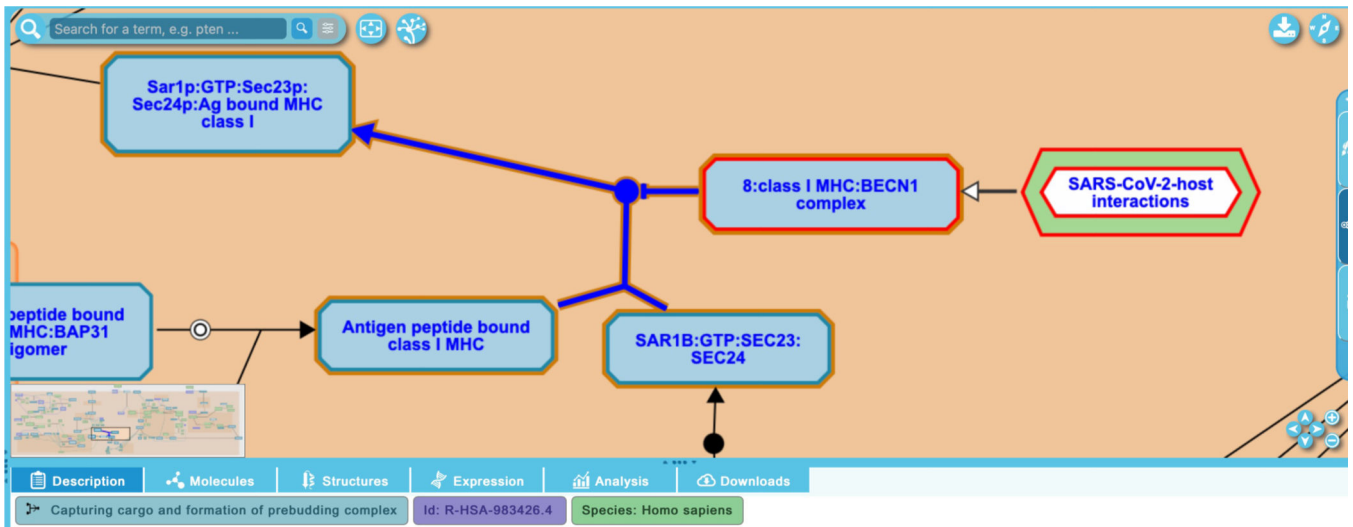 Search for a term, e.g. pten ...
Sar1p:GTP:Sec23p:
Sec24p:Ag bound MHC
class I
8:class I MHC:BECN1
complex
SARS-CoV-2-host
interactions
peptide bound
MHC:BAP31
igomer
Antigen peptide bound
class I MHC
SAR1B:GTP:SEC23:
SEC24
Description
Molecules
Structures
Expression
Analysis
Downloads
Capturing cargo and formation of prebudding complex
Id: R-HSA-983426.4
Species: Homo sapiens